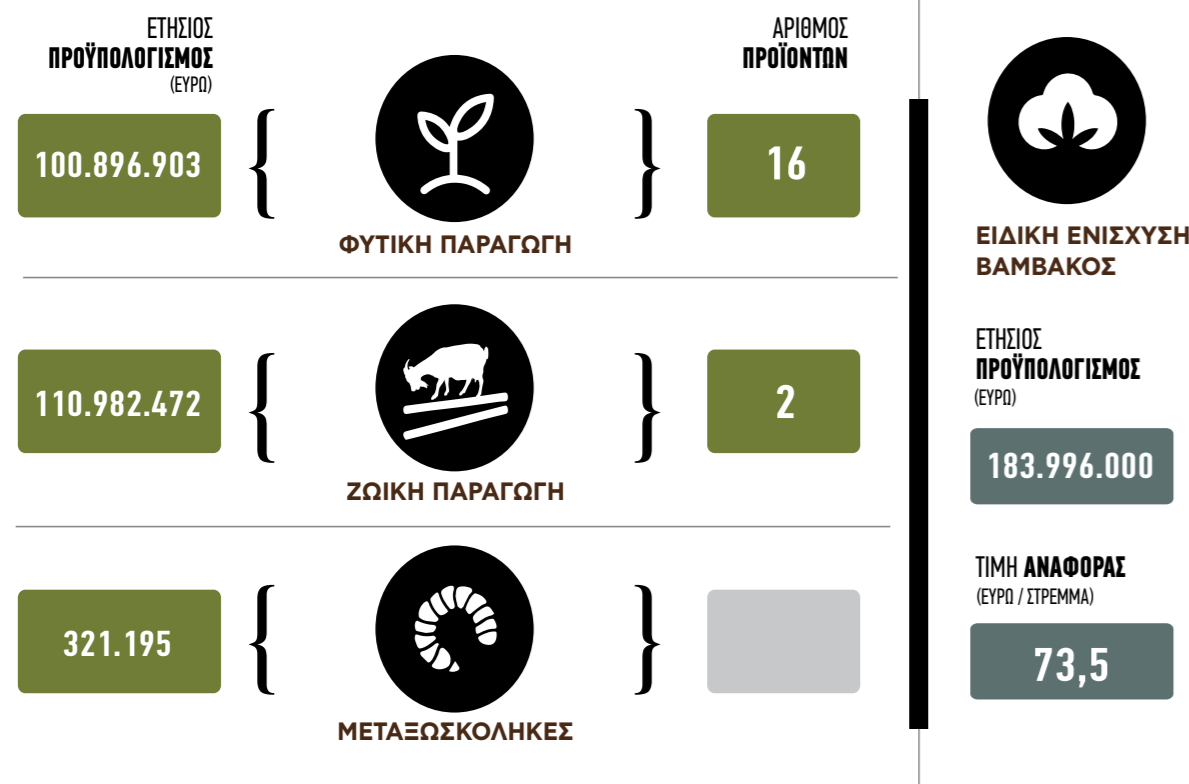 ΕΤΗΣΙΟΣ
ΠΡΟΫΠΟΛΟΓΙΣΜΟΣ
(ΕΥΡΩ)
ΑΡΙΘΜΟΣ
ΠΡΟΪΟΝΤΩΝ
100.896.903
16
ΦΥΤΙΚΗ ΠΑΡΑΓΩΓΗ
110.982.472
2
ΖΩΙΚΗ ΠΑΡΑΓΩΓΗ
321.195
ΜΕΤΑΞΩΣΚΟΛΗΚΕΣ
ΕΙΔΙΚΗ ΕΝΙΣΧΥΣΗ
ΒΑΜΒΑΚΟΣ
ΕΤΗΣΙΟΣ
ΠΡΟΫΠΟΛΟΓΙΣΜΟΣ
(ΕΥΡΩ)
183.996.000
ΤΙΜΗ ΑΝΑΦΟΡΑΣ
(ΕΥΡΩ / ΣΤΡΕΜΜΑ)
73,5